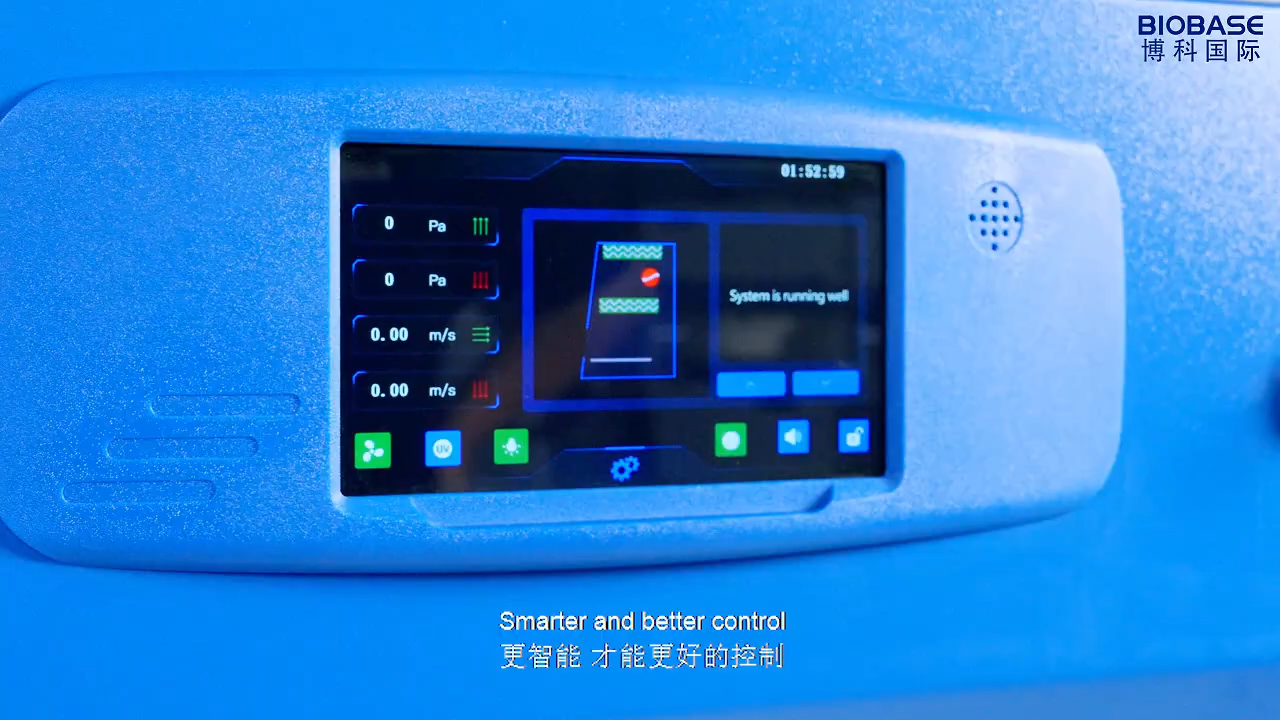 BIOBASE
博科国际
01:52:59
0 Pa
0 Pa
0.00 m/s
0.00 m/s
System is running well
UV
Smarter and better control
更智能 才能更好的控制